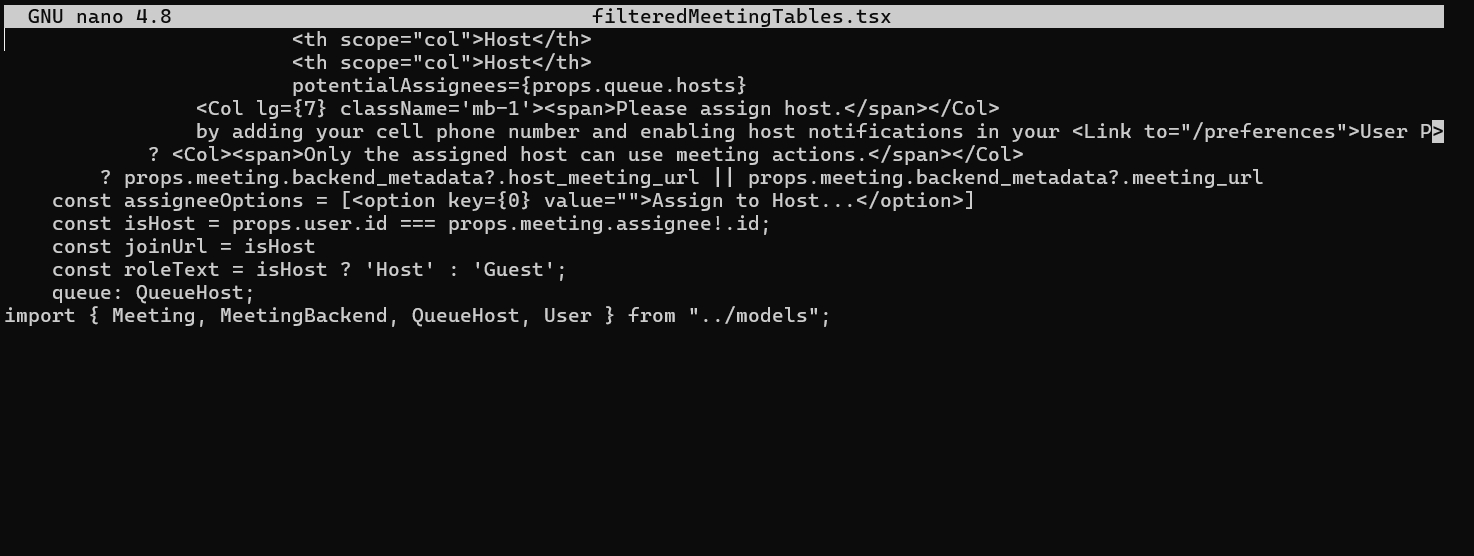 GNU nano 4.8 filteredMeetingTables.tsx
<th scope="col">Host</th>
<th scope="col">Host</th>
potentialAssignees={props.queue.hosts}
<Col lg={7} className='mb-1'><span>Please assign host.</span></Col>
by adding your cell phone number and enabling host notifications in your <Link to="/preferences">User P>
? <Col><span>Only the assigned host can use meeting actions.</span></Col>
? props.meeting.backend_metadata?.host_meeting_url || props.meeting.backend_metadata?.meeting_url
const assigneeOptions = [<option key={0} value="">Assign to Host...</option>]
const isHost = props.user.id === props.meeting.assignee!.id;
const joinUrl = isHost
const roleText = isHost ? 'Host' : 'Guest';
queue: QueueHost;
import { Meeting, MeetingBackend, QueueHost, User } from "../models";